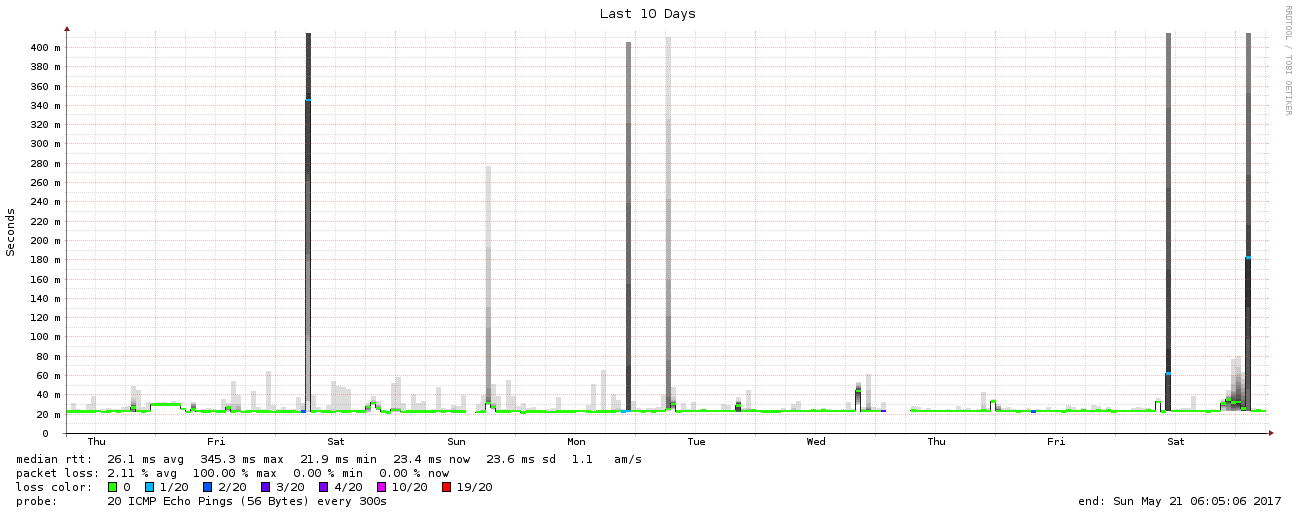 Last 10 Days
RRDTOOL / TOBI OETIKER
Seconds
400 m
380 m
360 m
340 m
320 m
300 m
280 m
260 m
240 m
220 m
200 m
180 m
160 m
140 m
120 m
100 m
80 m
60 m
40 m
20 m
0
Thu Fri Sat Sun Mon Tue Wed Thu Fri Sat
median rtt: 26.1 ms avg 345.3 ms max 21.9 ms min 23.4 ms now 23.6 ms sd 1.1 am/s
packet loss: 2.11 % avg 100.00 % max 0.00 % min 0.00 % now
loss color: 0 1/20 2/20 3/20 4/20 10/20 19/20
probe: 20 ICMP Echo Pings (56 Bytes) every 300s end: Sun May 21 06:05:06 2017